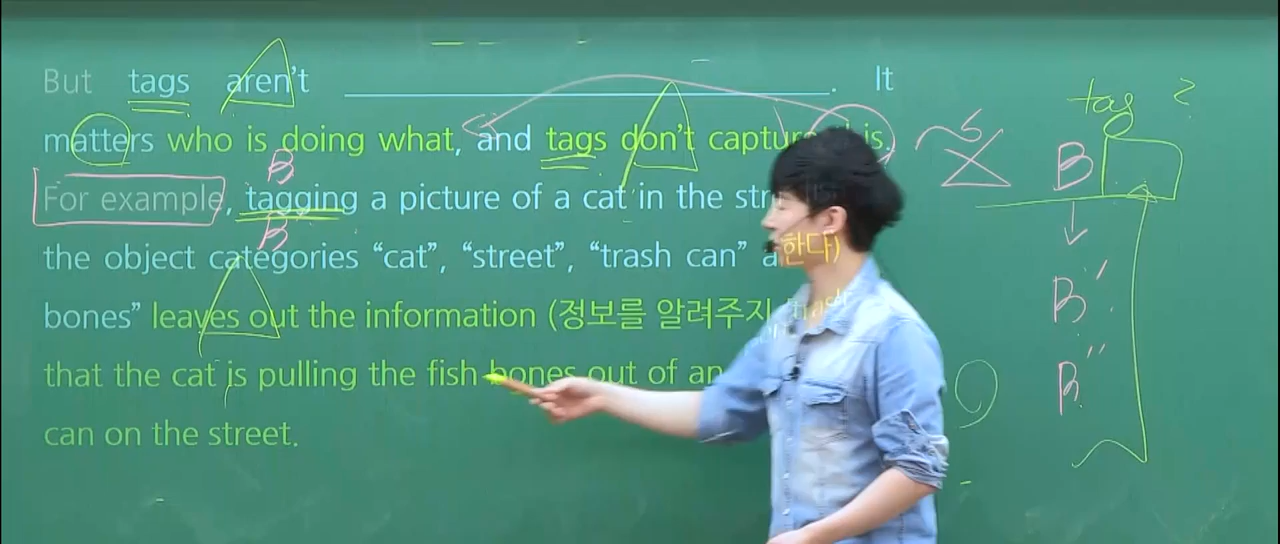 But tags aren't ____________. It
tag ?
matters who is doing what, and tags don't capture is.
S
B
B
For example, tagging a picture of a cat in the str
B
the object categories “cat”, “street”, “trash can” a 한다)
B'
bones” leaves out the information (정보를 알려주지
B''
that the cat is pulling the fish bones out of an
can on the street.